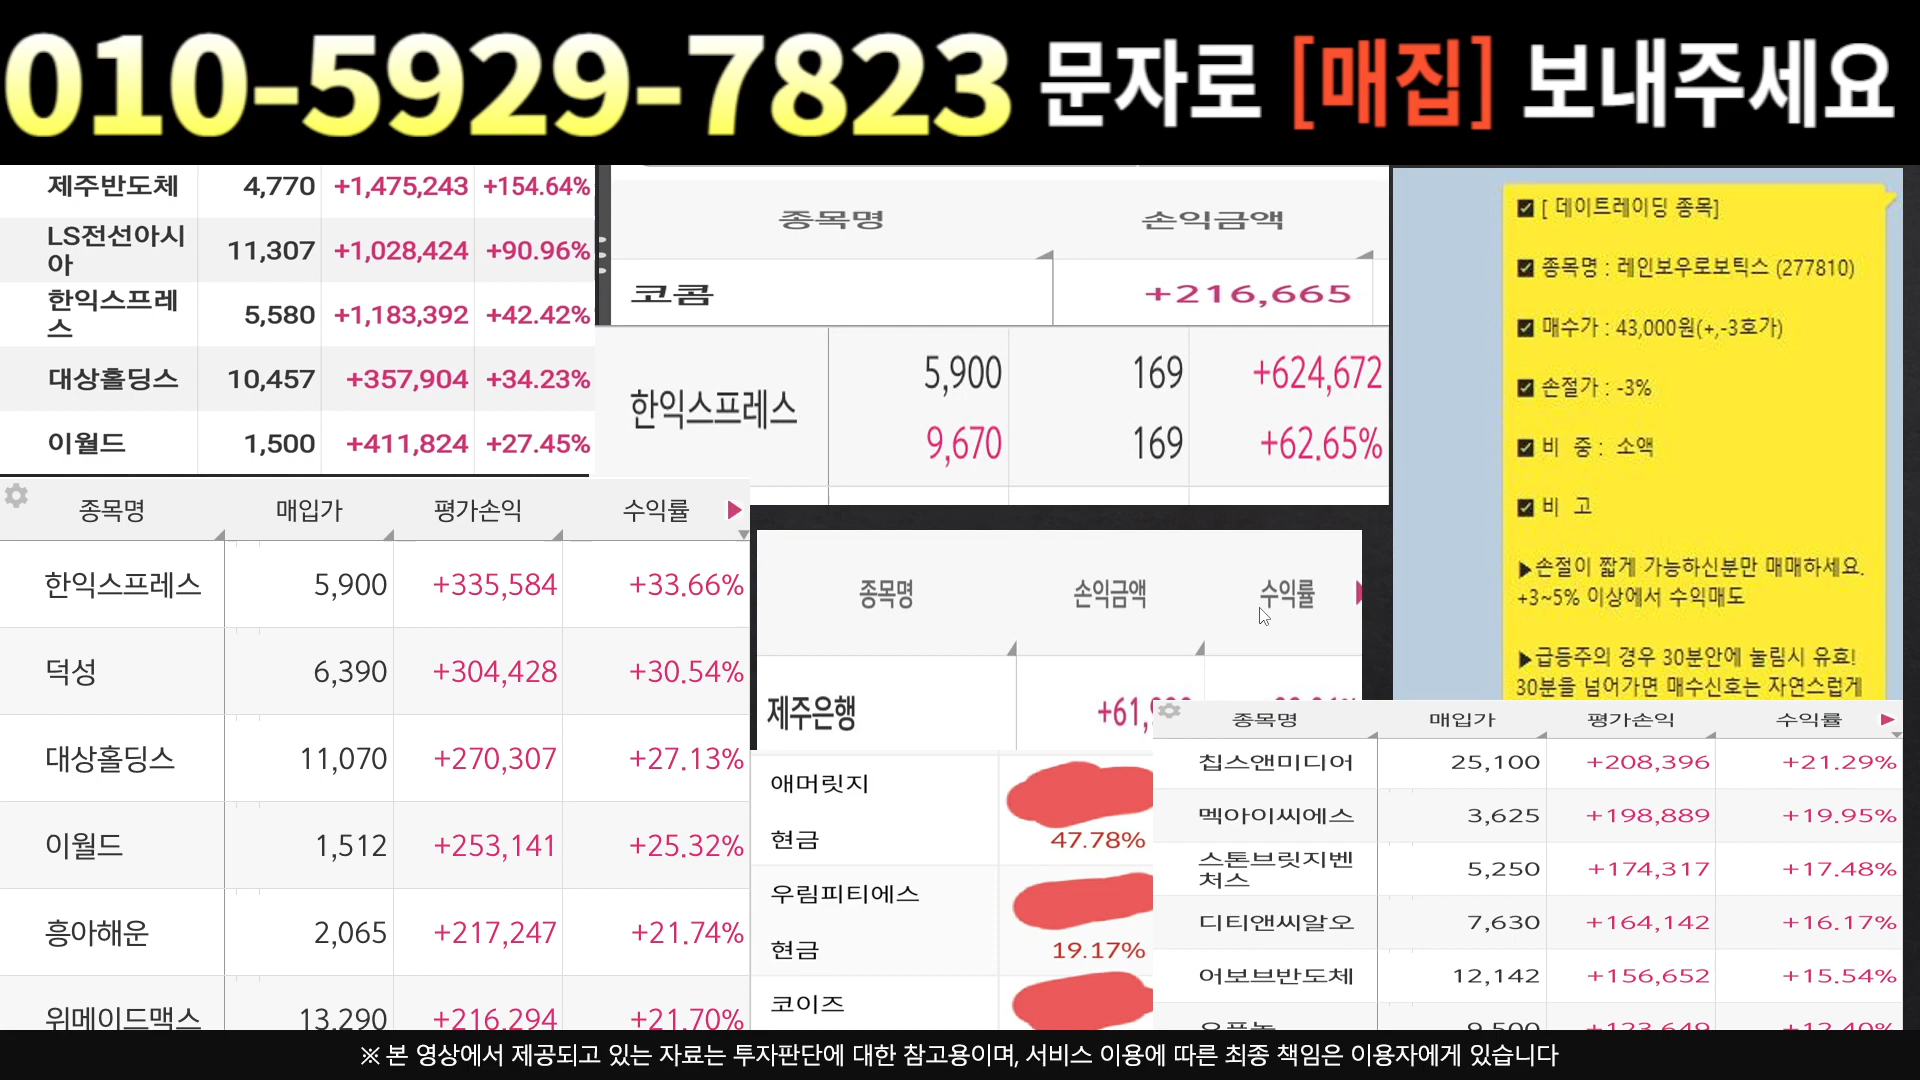 010-5929-7823 문자로 [매집] 보내주세요
제주반도체 4,770 +1,475,243 +154.64%
LS전선아시아 11,307 +1,028,424 +90.96%
한익스프레스 5,580 +1,183,392 +42.42%
대상홀딩스 10,457 +357,904 +34.23%
이월드 1,500 +411,824 +27.45%
종목명 손익금액
코콤 +216,665
한익스프레스 5,900 169 +624,672
9,670 169 +62.65%
[ 데이트레이딩 종목]
종목명 : 레인보우로보틱스 (277810)
매수가 : 43,000원(+,-3호가)
손절가 : -3%
비 중 : 소액
비 고
▶손절이 짧게 가능하신분만 매매하세요.
+3~5% 이상에서 수익매도
▶급등주의 경우 30분안에 눌림시 유효!
30분을 넘어가면 매수신호는 자연스럽게
종목명 매입가 평가손익 수익률
한익스프레스 5,900 +335,584 +33.66%
덕성 6,390 +304,428 +30.54%
대상홀딩스 11,070 +270,307 +27.13%
이월드 1,512 +253,141 +25.32%
흥아해운 2,065 +217,247 +21.74%
위메이드맥스 13,290 +216,294 +21.70%
종목명 손익금액 수익률
제주은행 +61,
애머릿지
현금 47.78%
우림피티에스
현금 19.17%
코이즈
종목명 매입가 평가손익 수익률
칩스앤미디어 25,100 +208,396 +21.29%
멕아이씨에스 3,625 +198,889 +19.95%
스톤브릿지벤처스 5,250 +174,317 +17.48%
디티앤씨알오 7,630 +164,142 +16.17%
어보브반도체 12,142 +156,652 +15.54%
9,500 +123,649 +12.40%
※ 본 영상에서 제공되고 있는 자료는 투자판단에 대한 참고용이며, 서비스 이용에 따른 최종 책임은 이용자에게 있습니다